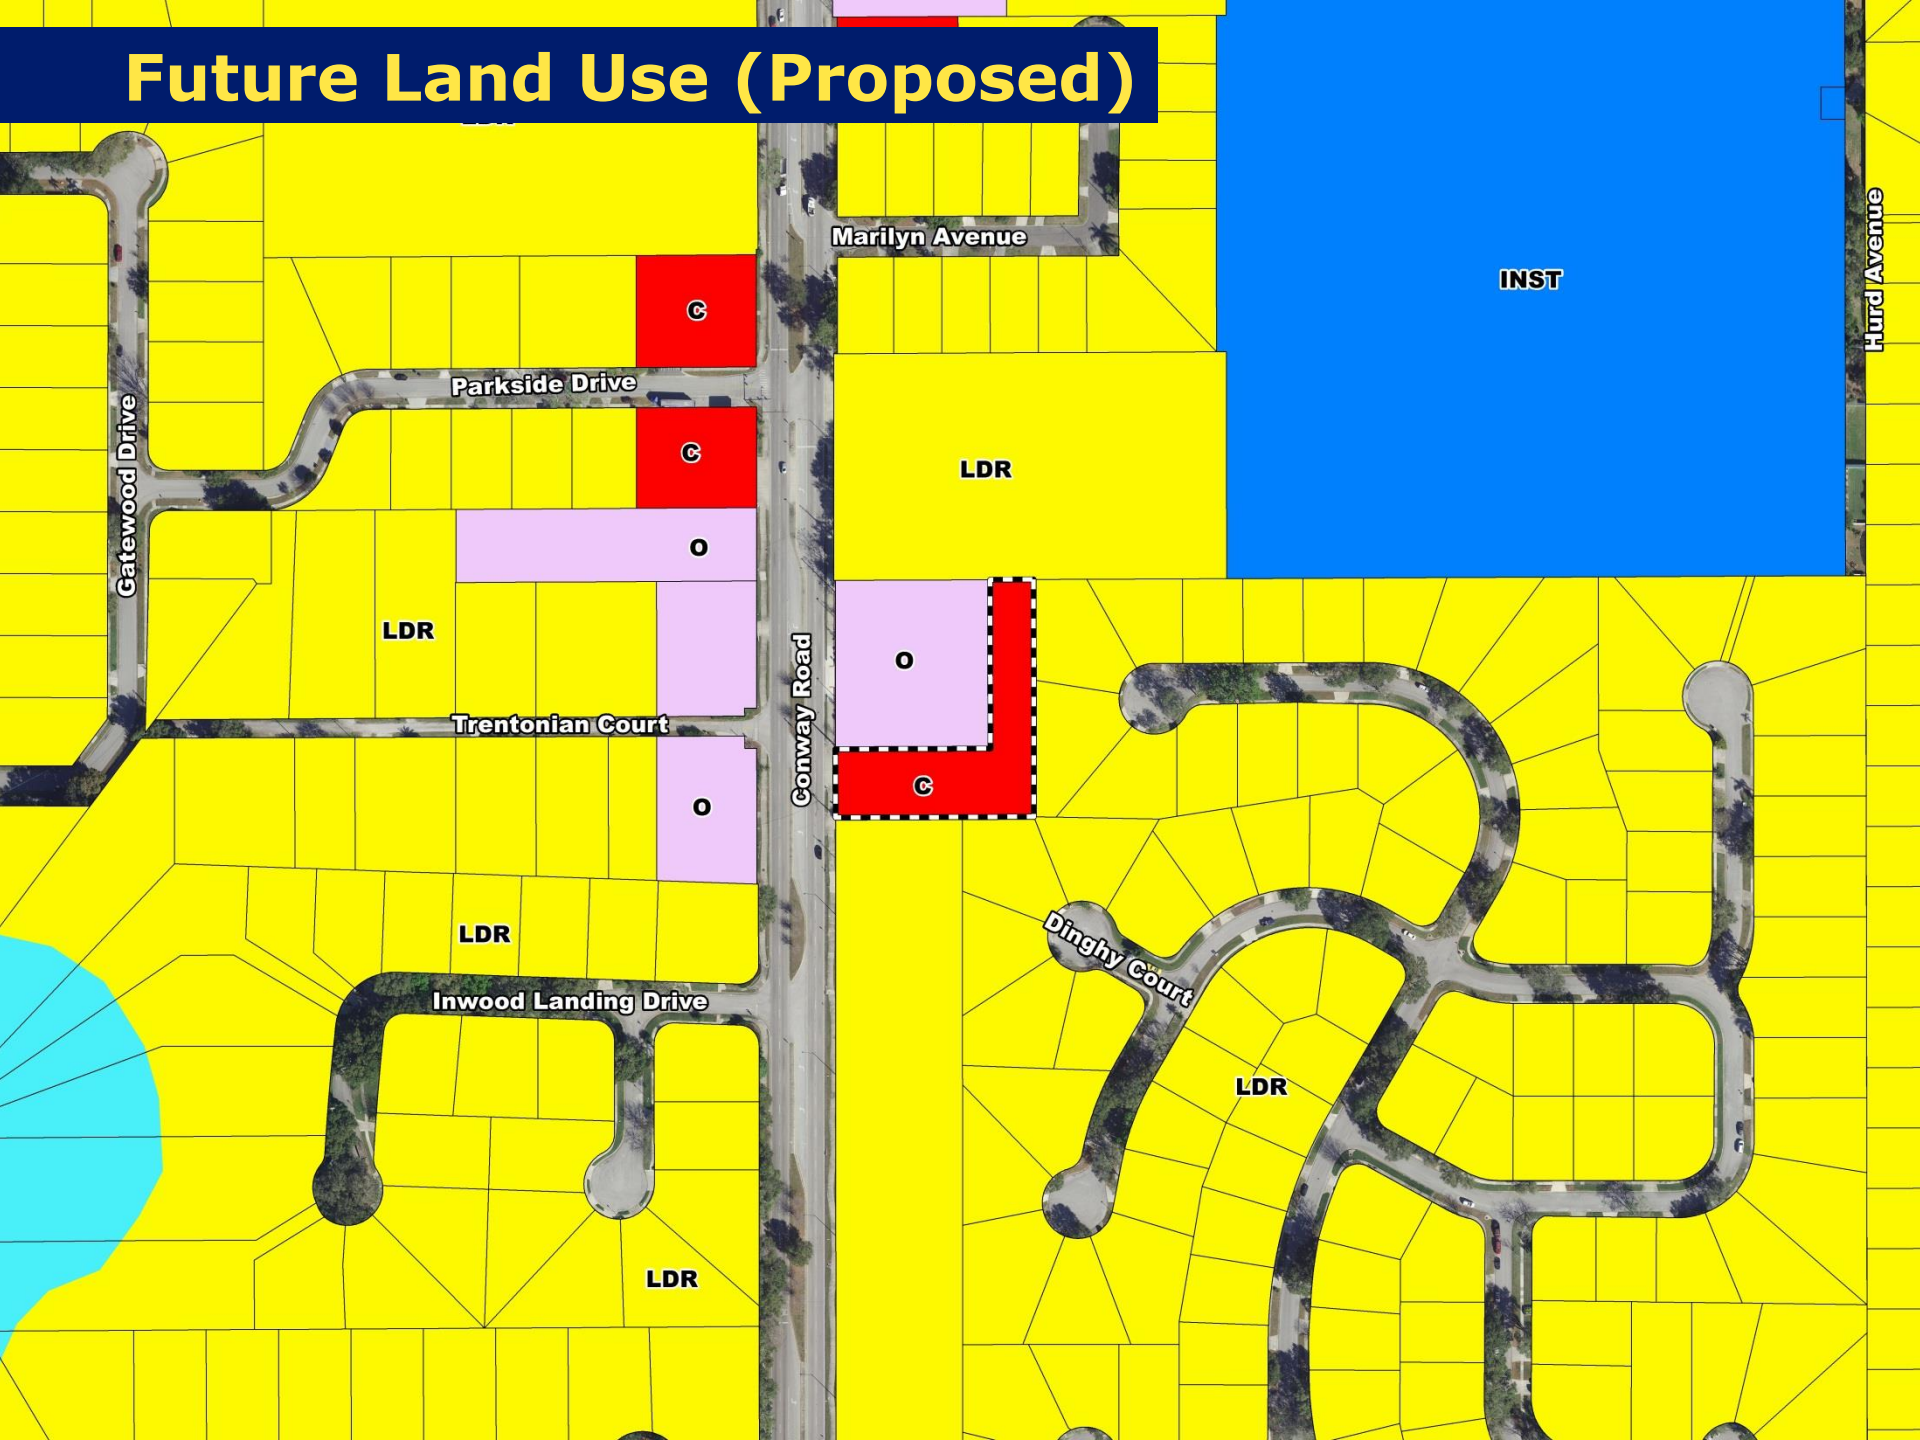 Future Land Use (Proposed)
Marilyn Avenue
INST
Hurd Avenue
C
Parkside Drive
C
LDR
Gatewood Drive
O
LDR
O
Conway Road
Trentonian Court
C
O
LDR
Dinghy Court
Inwood Landing Drive
LDR
LDR